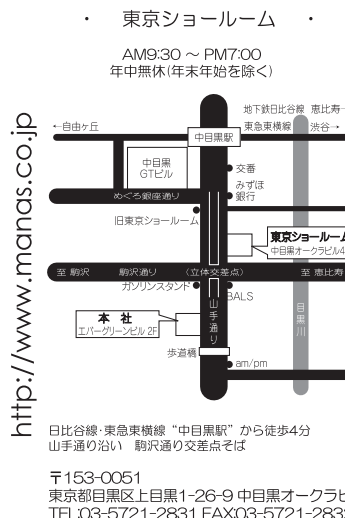 ・ 東京ショールーム ・
AM9:30 ～ PM7:00
年中無休(年末年始を除く)
http://www.manas.co.jp
地下鉄日比谷線 恵比寿→
←自由ヶ丘
東急東横線 渋谷→
中目黒駅
中目黒
GTビル
交番
みずほ
銀行
めぐろ銀座通り
旧東京ショールーム
東京ショールーム
中目黒オークラビル4
至 駒沢 駒沢通り (立体交差点) 至 恵比寿
ガソリンスタンド
BALS
山手通り
目黒川
本 社
エバーグリーンビル 2F
歩道橋
am/pm
日比谷線・東急東横線 “中目黒駅” から徒歩4分
山手通り沿い 駒沢通り交差点そば
〒153-0051
東京都目黒区上目黒1-26-9 中目黒オークラビ
TEL:03-5721-2831 FAX:03-5721-283